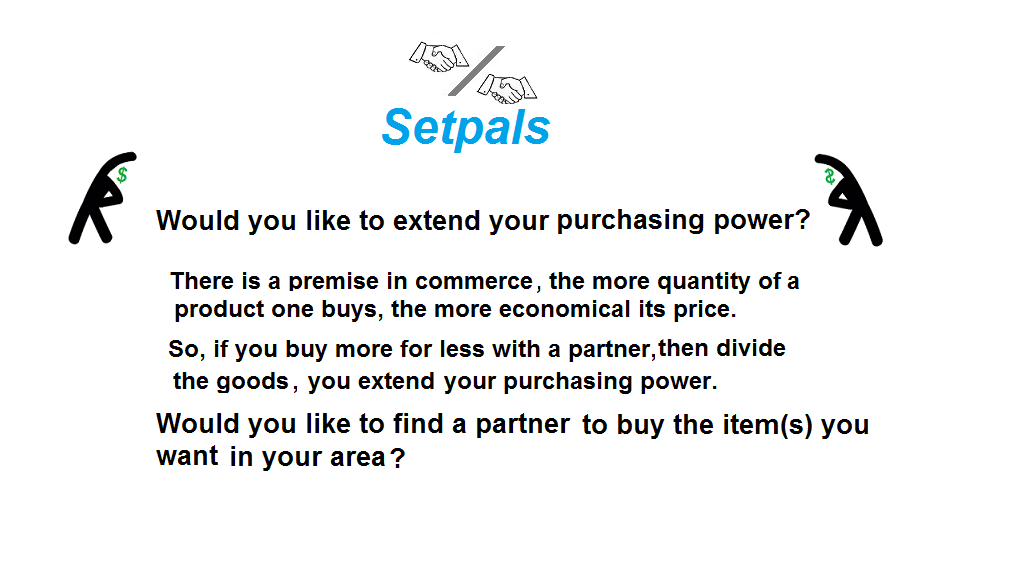 Setpals
$ $
Would you like to extend your purchasing power?
There is a premise in commerce, the more quantity of a
product one buys, the more economical its price.
So, if you buy more for less with a partner,then divide
the goods, you extend your purchasing power.
Would you like to find a partner to buy the item(s) you
want in your area?